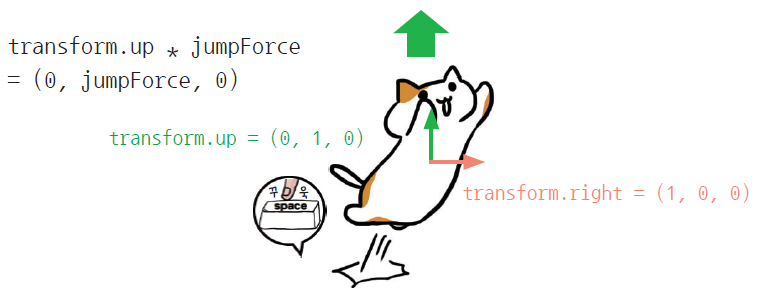 transform.up * jumpForce
= (0, jumpForce, 0)
transform.up = (0, 1, 0)
꾸 욱
space
transform.right = (1, 0, 0)